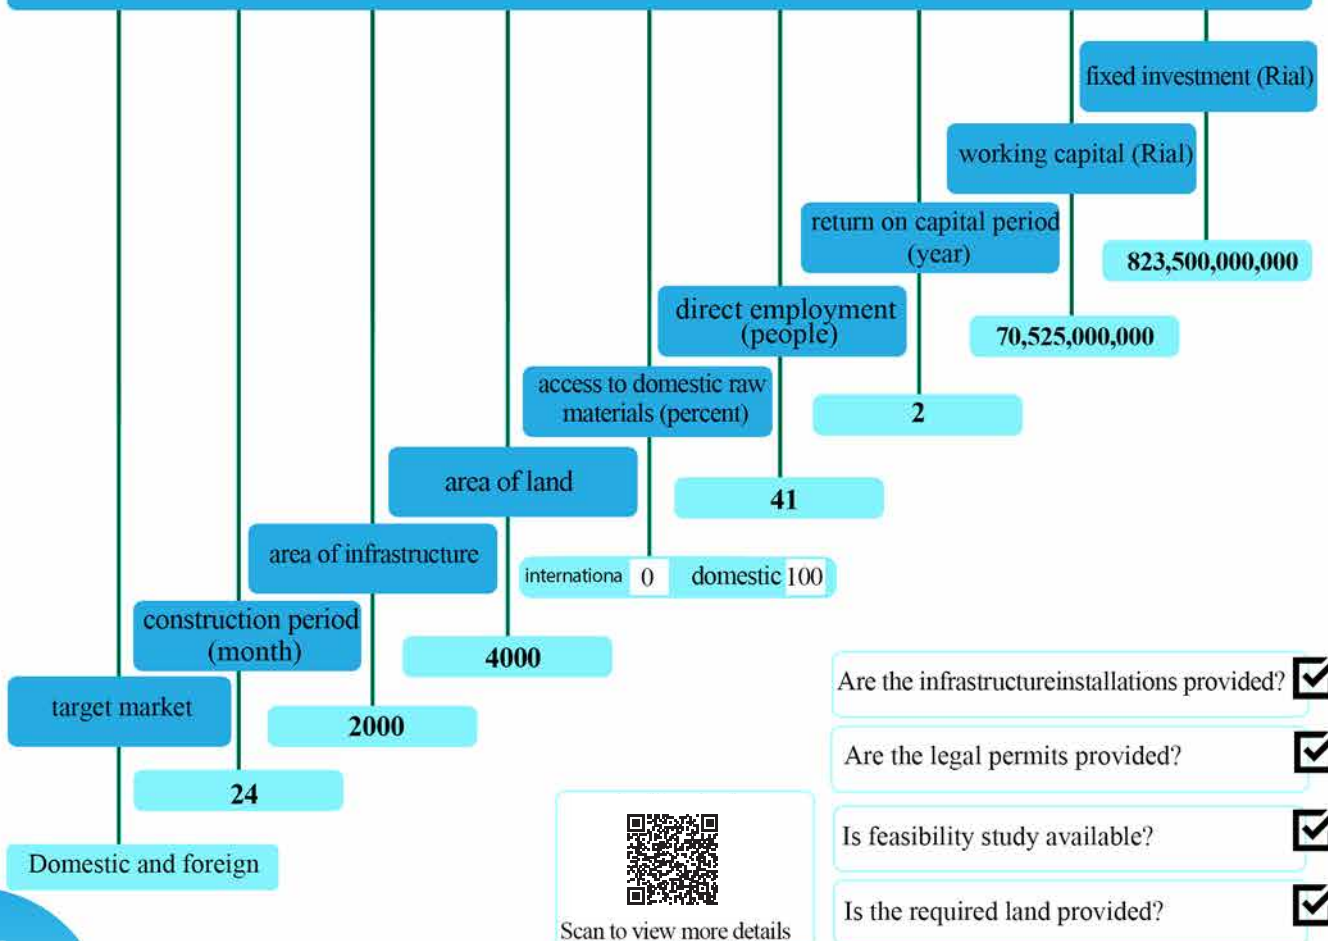 fixed investment (Rial)
823,500,000,000
working capital (Rial)
70,525,000,000
return on capital period
(year)
2
direct employment
(people)
41
access to domestic raw
materials (percent)
internationa 0 domestic 100
area of land
4000
area of infrastructure
2000
construction period
(month)
24
target market
Domestic and foreign
Are the infrastructureinstallations provided?
Are the legal permits provided?
Is feasibility study available?
Is the required land provided?
Scan to view more details